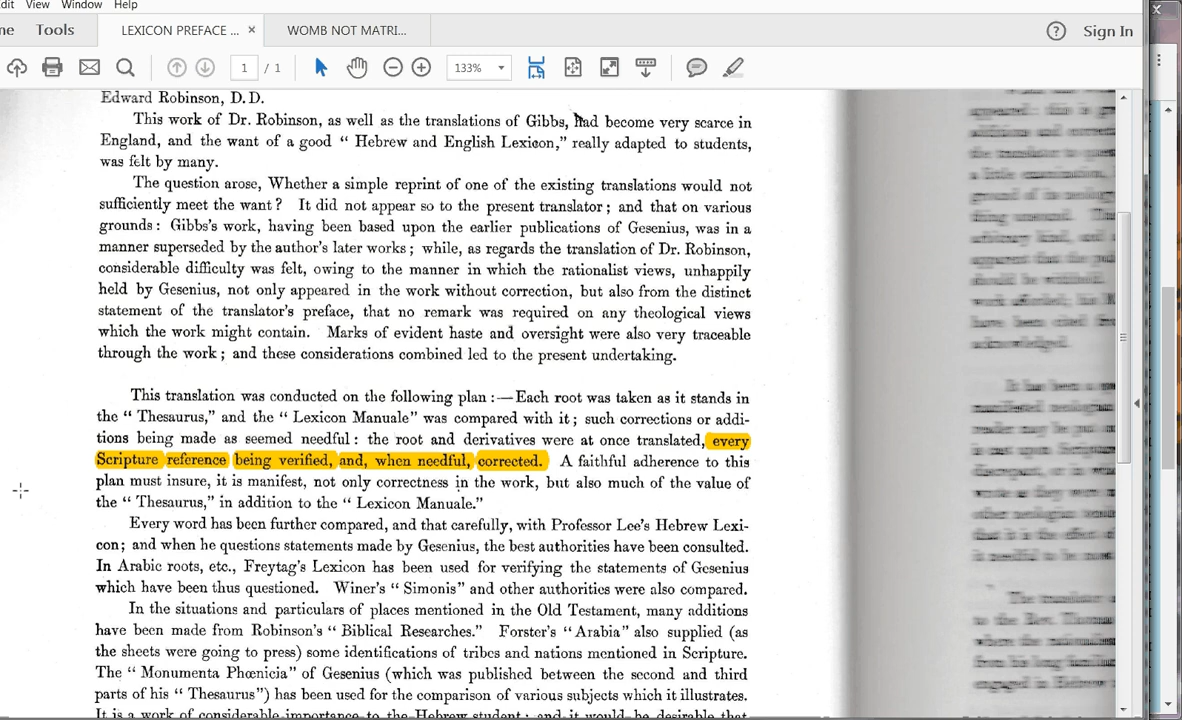 dit View Window Help
ne Tools LEXICON PREFACE ... × WOMB NOT MATRI...
Sign In
1 / 1 133%
Edward Robinson, D. D.
This work of Dr. Robinson, as well as the translations of Gibbs, had become very scarce in
England, and the want of a good “ Hebrew and English Lexicon,” really adapted to students,
was felt by many.
The question arose, Whether a simple reprint of one of the existing translations would not
sufficiently meet the want? It did not appear so to the present translator; and that on various
grounds: Gibbs's work, having been based upon the earlier publications of Gesenius, was in a
manner superseded by the author's later works; while, as regards the translation of Dr. Robinson,
considerable difficulty was felt, owing to the manner in which the rationalist views, unhappily
held by Gesenius, not only appeared in the work without correction, but also from the distinct
statement of the translator's preface, that no remark was required on any theological views
which the work might contain. Marks of evident haste and oversight were also very traceable
through the work; and these considerations combined led to the present undertaking.
This translation was conducted on the following plan :—Each root was taken as it stands in
the “ Thesaurus,” and the “ Lexicon Manuale” was compared with it; such corrections or addi-
tions being made as seemed needful: the root and derivatives were at once translated, every
Scripture reference being verified, and, when needful, corrected. A faithful adherence to this
plan must insure, it is manifest, not only correctness in the work, but also much of the value of
the “ Thesaurus,” in addition to the “ Lexicon Manuale.”
Every word has been further compared, and that carefully, with Professor Lee's Hebrew Lexi-
con; and when he questions statements made by Gesenius, the best authorities have been consulted.
In Arabic roots, etc., Freytag's Lexicon has been used for verifying the statements of Gesenius
which have been thus questioned. Winer's “ Simonis” and other authorities were also compared.
In the situations and particulars of places mentioned in the Old Testament, many additions
have been made from Robinson's “ Biblical Researches.” Forster's “Arabia” also supplied (as
the sheets were going to press) some identifications of tribes and nations mentioned in Scripture.
The “ Monumenta Phœnicia” of Gesenius (which was published between the second and third
parts of his “ Thesaurus”) has been used for the comparison of various subjects which it illustrates.
It is a work of considerable importance to the Hebrew student; and it would be desirable that